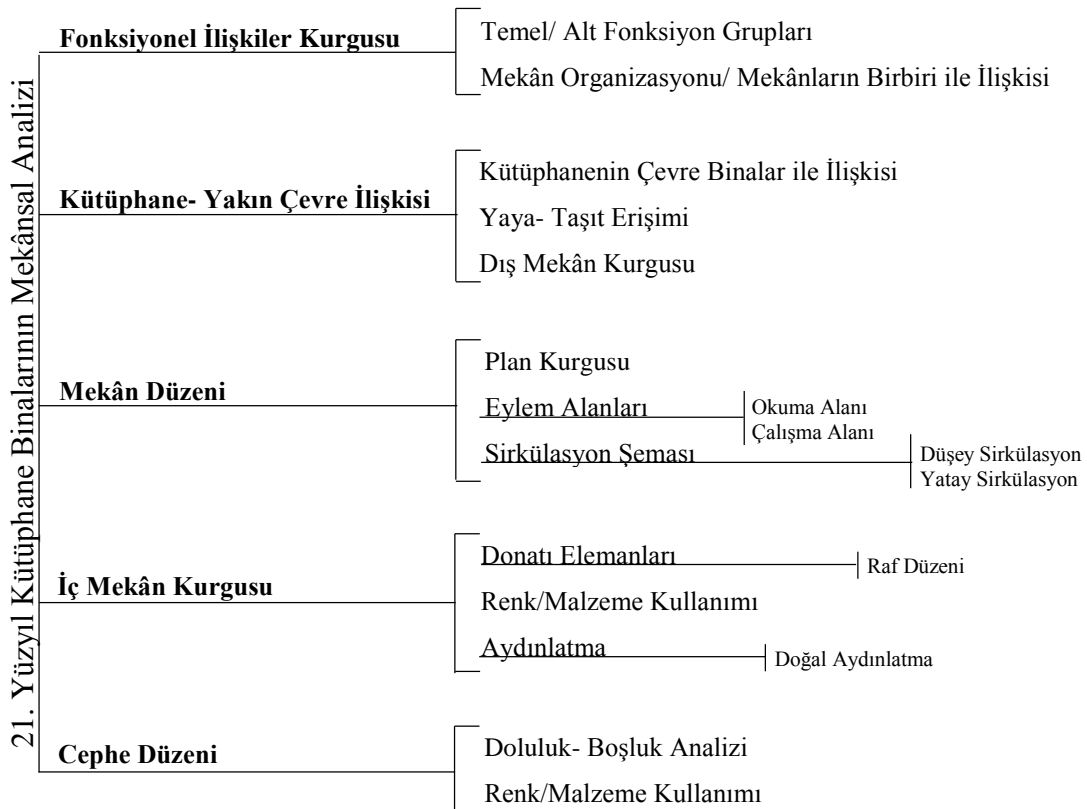 21. Yüzyıl Kütüphane Binalarının Mekânsal Analizi
Fonksiyonel İlişkiler Kurgusu
Temel/ Alt Fonksiyon Grupları
Mekân Organizasyonu/ Mekânların Birbiri ile İlişkisi
Kütüphane- Yakın Çevre İlişkisi
Kütüphanenin Çevre Binalar ile İlişkisi
Yaya- Taşıt Erişimi
Dış Mekân Kurgusu
Mekân Düzeni
Plan Kurgusu
Eylem Alanları
Okuma Alanı
Çalışma Alanı
Sirkülasyon Şeması
Düşey Sirkülasyon
Yatay Sirkülasyon
İç Mekân Kurgusu
Donatı Elemanları
Raf Düzeni
Renk/Malzeme Kullanımı
Aydınlatma
Doğal Aydınlatma
Cephe Düzeni
Doluluk- Boşluk Analizi
Renk/Malzeme Kullanımı